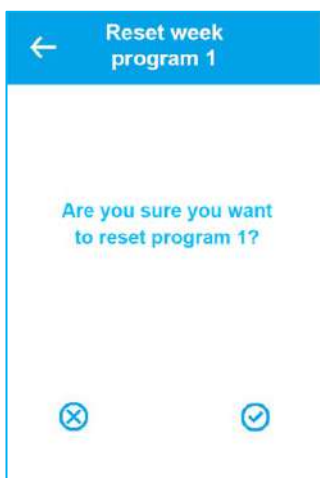 Reset week
program 1
Are you sure you want
to reset program 1?